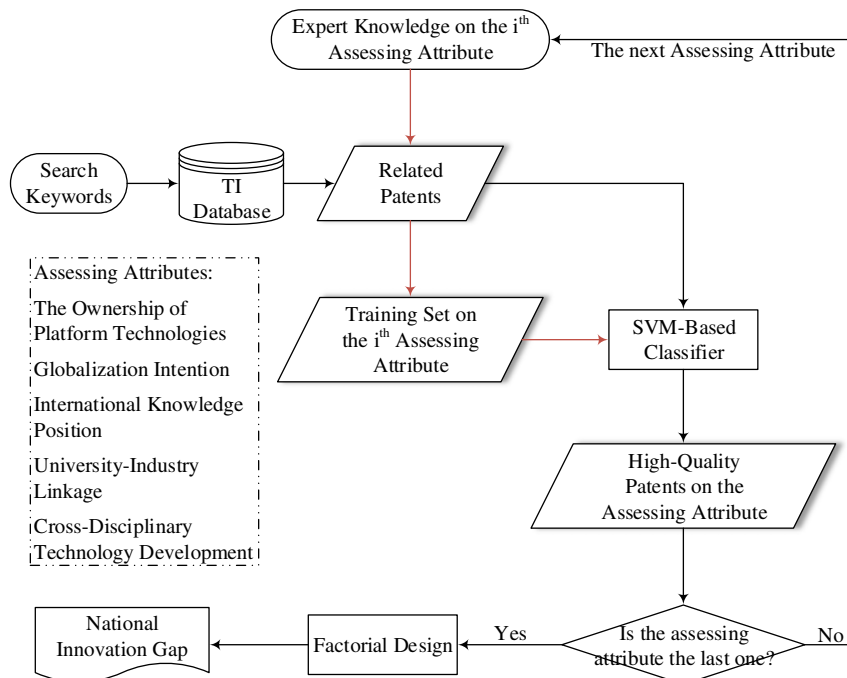 Expert Knowledge on the i^th
Assessing Attribute
The next Assessing Attribute
Search
Keywords
TI
Database
Related
Patents
Assessing Attributes:
The Ownership of
Platform Technologies
Globalization Intention
International Knowledge
Position
University-Industry
Linkage
Cross-Disciplinary
Technology Development
Training Set on
the i^th Assessing
Attribute
SVM-Based
Classifier
High-Quality
Patents on the
Assessing Attribute
Is the assessing
attribute the last one?
No
Yes
Factorial Design
National
Innovation Gap